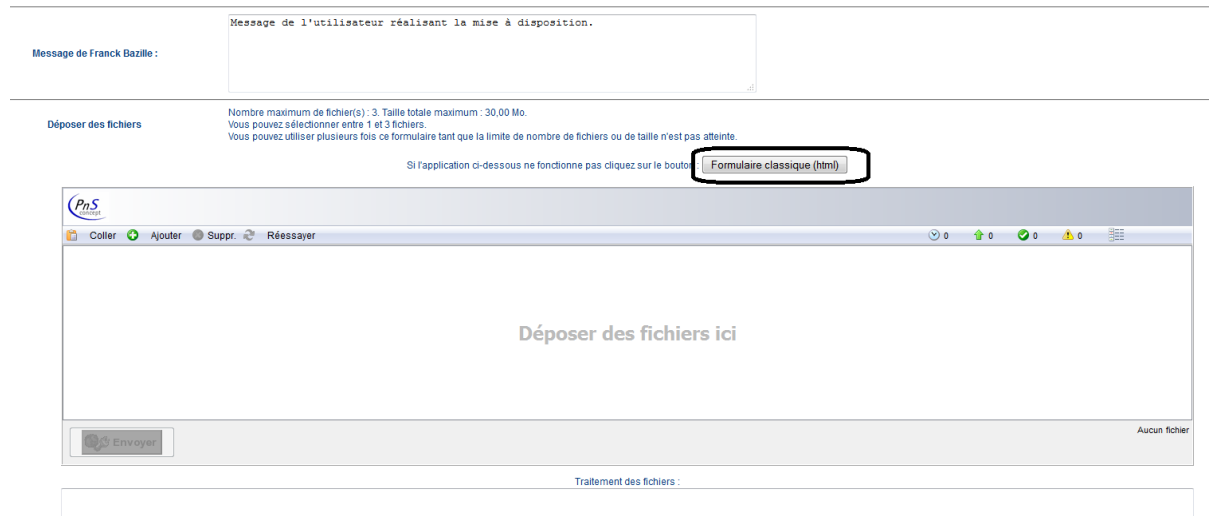 Message de l'utilisateur réalisant la mise à disposition.
Message de Franck Bazille :
Nombre maximum de fichier(s) : 3. Taille totale maximum : 30,00 Mo.
Déposer des fichiers
Vous pouvez sélectionner entre 1 et 3 fichiers.
Vous pouvez utiliser plusieurs fois ce formulaire tant que la limite de nombre de fichiers ou de taille n'est pas atteinte.
Si l'application ci-dessous ne fonctionne pas cliquez sur le bouton : Formulaire classique (html)
PnS
concept
Coller Ajouter Suppr. Réessayer 0 0 0 0
Déposer des fichiers ici
Envoyer
Aucun fichier
Traitement des fichiers :